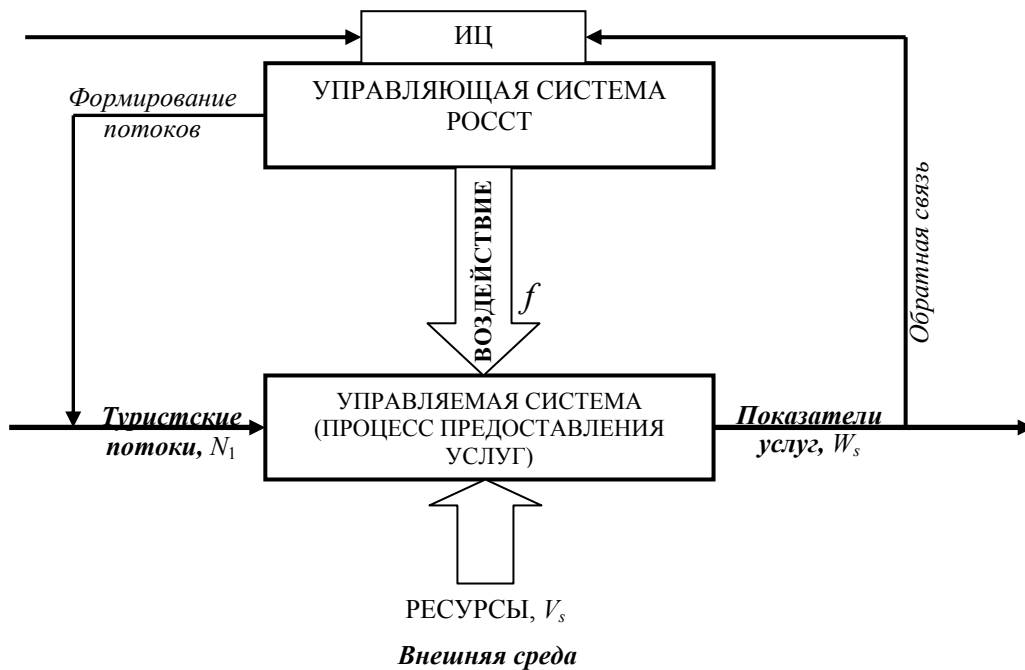 ИЦ
УПРАВЛЯЮЩАЯ СИСТЕМА
РОССТ
Формирование
потоков
ВОЗДЕЙСТВИЕ
f
Обратная связь
Туристские
потоки, N₁
УПРАВЛЯЕМАЯ СИСТЕМА
(ПРОЦЕСС ПРЕДОСТАВЛЕНИЯ
УСЛУГ)
Показатели
услуг, Wₛ
РЕСУРСЫ, Vₛ
Внешняя среда